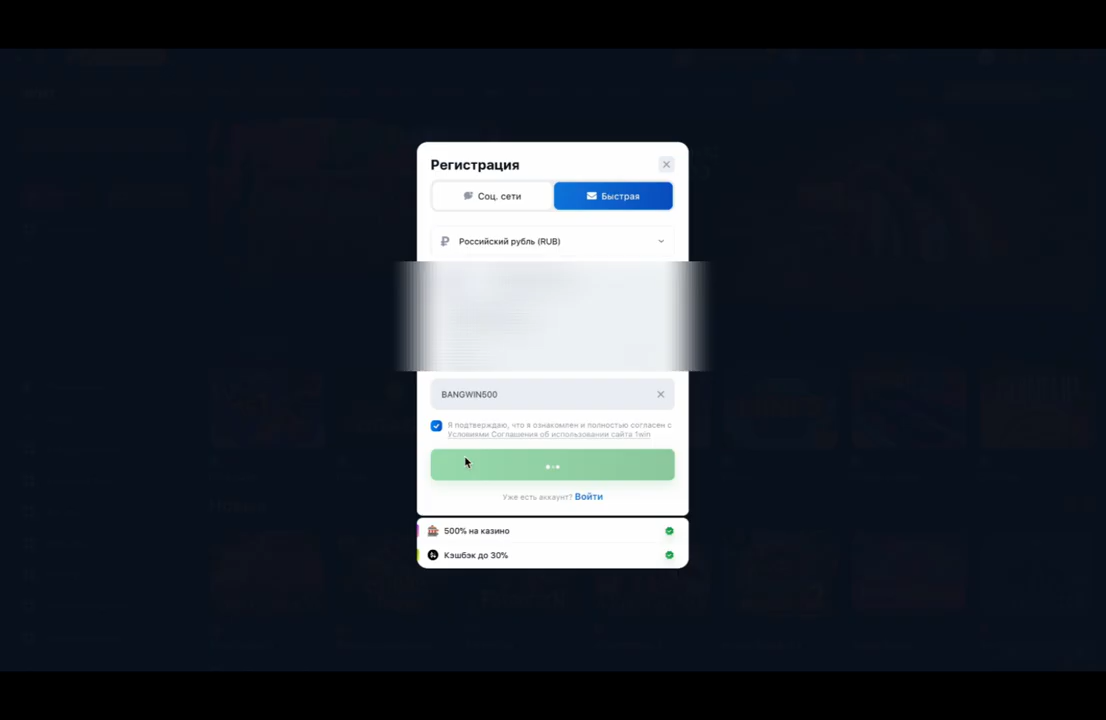 Регистрация
Соц. сети
Быстрая
Российский рубль (RUB)
BANGWIN500
Я подтверждаю, что я ознакомлен и полностью согласен с
Условиями Соглашения об использовании сайта 1win
Уже есть аккаунт? Войти
500% на казино
Кэшбэк до 30%